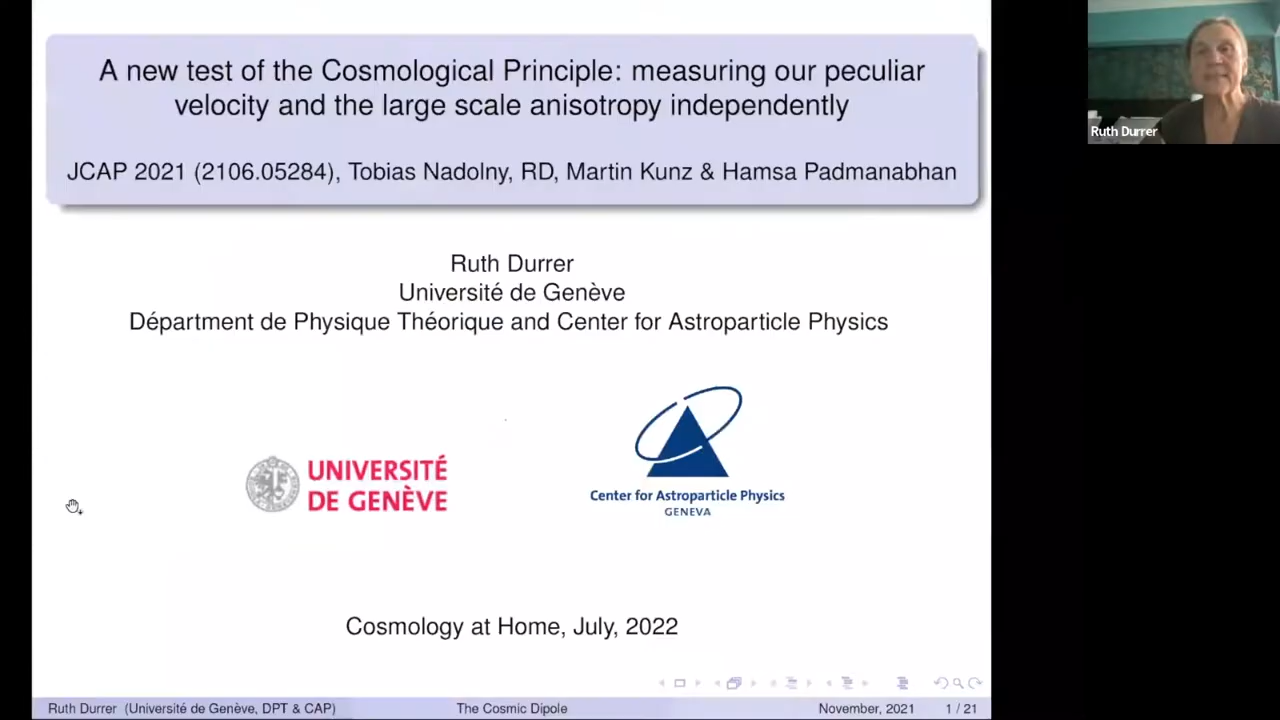 A new test of the Cosmological Principle: measuring our peculiar
velocity and the large scale anisotropy independently
JCAP 2021 (2106.05284), Tobias Nadolny, RD, Martin Kunz & Hamsa Padmanabhan
Ruth Durrer
Université de Genève
Départment de Physique Théorique and Center for Astroparticle Physics
UNIVERSITÉ
DE GENÈVE
Center for Astroparticle Physics
GENEVA
Cosmology at Home, July, 2022
Ruth Durrer (Université de Genève, DPT & CAP)
The Cosmic Dipole
November, 2021
1 / 21
Ruth Durrer